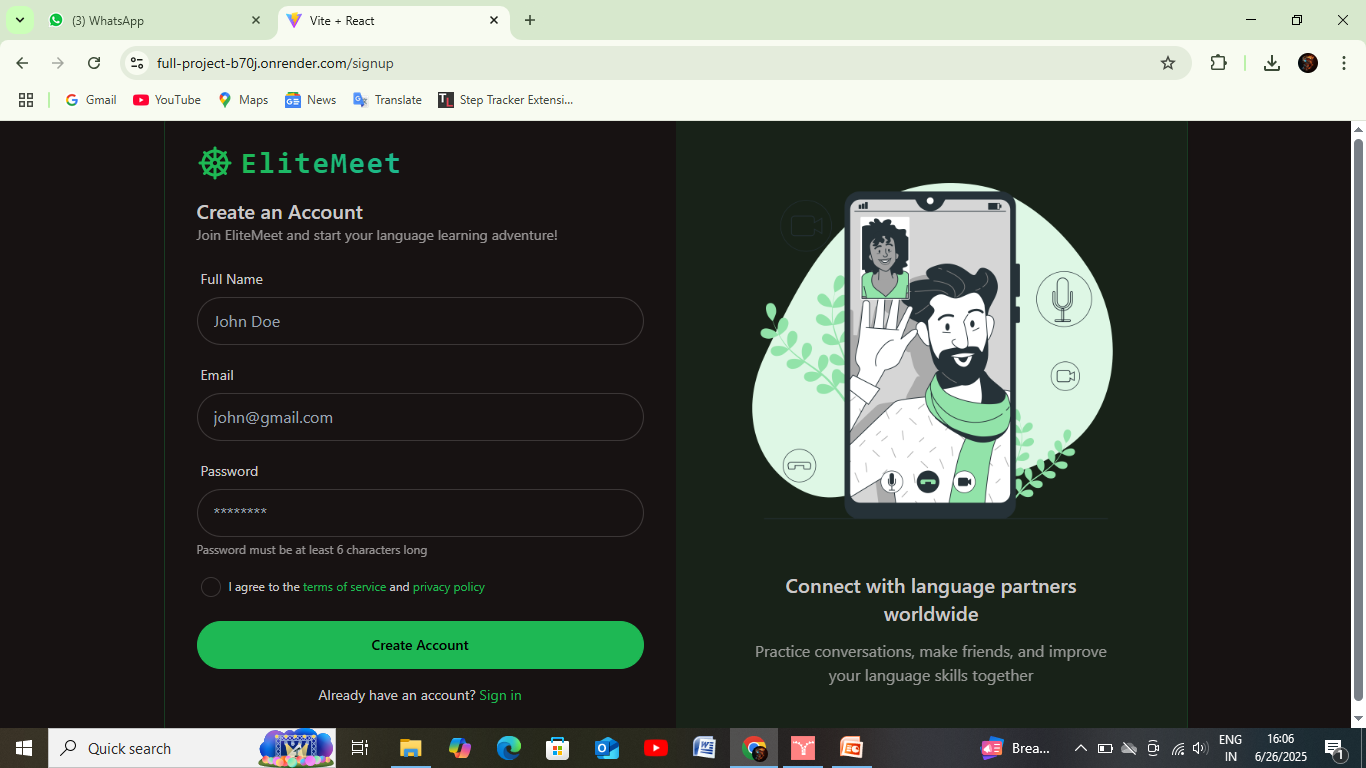 (3) WhatsApp
Vite + React
full-project-b70j.onrender.com/signup
Gmail
YouTube
Maps
News
Translate
Step Tracker Extensi...
EliteMeet
Create an Account
Join EliteMeet and start your language learning adventure!
Full Name
John Doe
Email
john@gmail.com
Password
********
Password must be at least 6 characters long
I agree to the terms of service and privacy policy
Create Account
Already have an account? Sign in
Connect with language partners
worldwide
Practice conversations, make friends, and improve
your language skills together
Quick search
Brea...
ENG
IN
16:06
6/26/2025
1